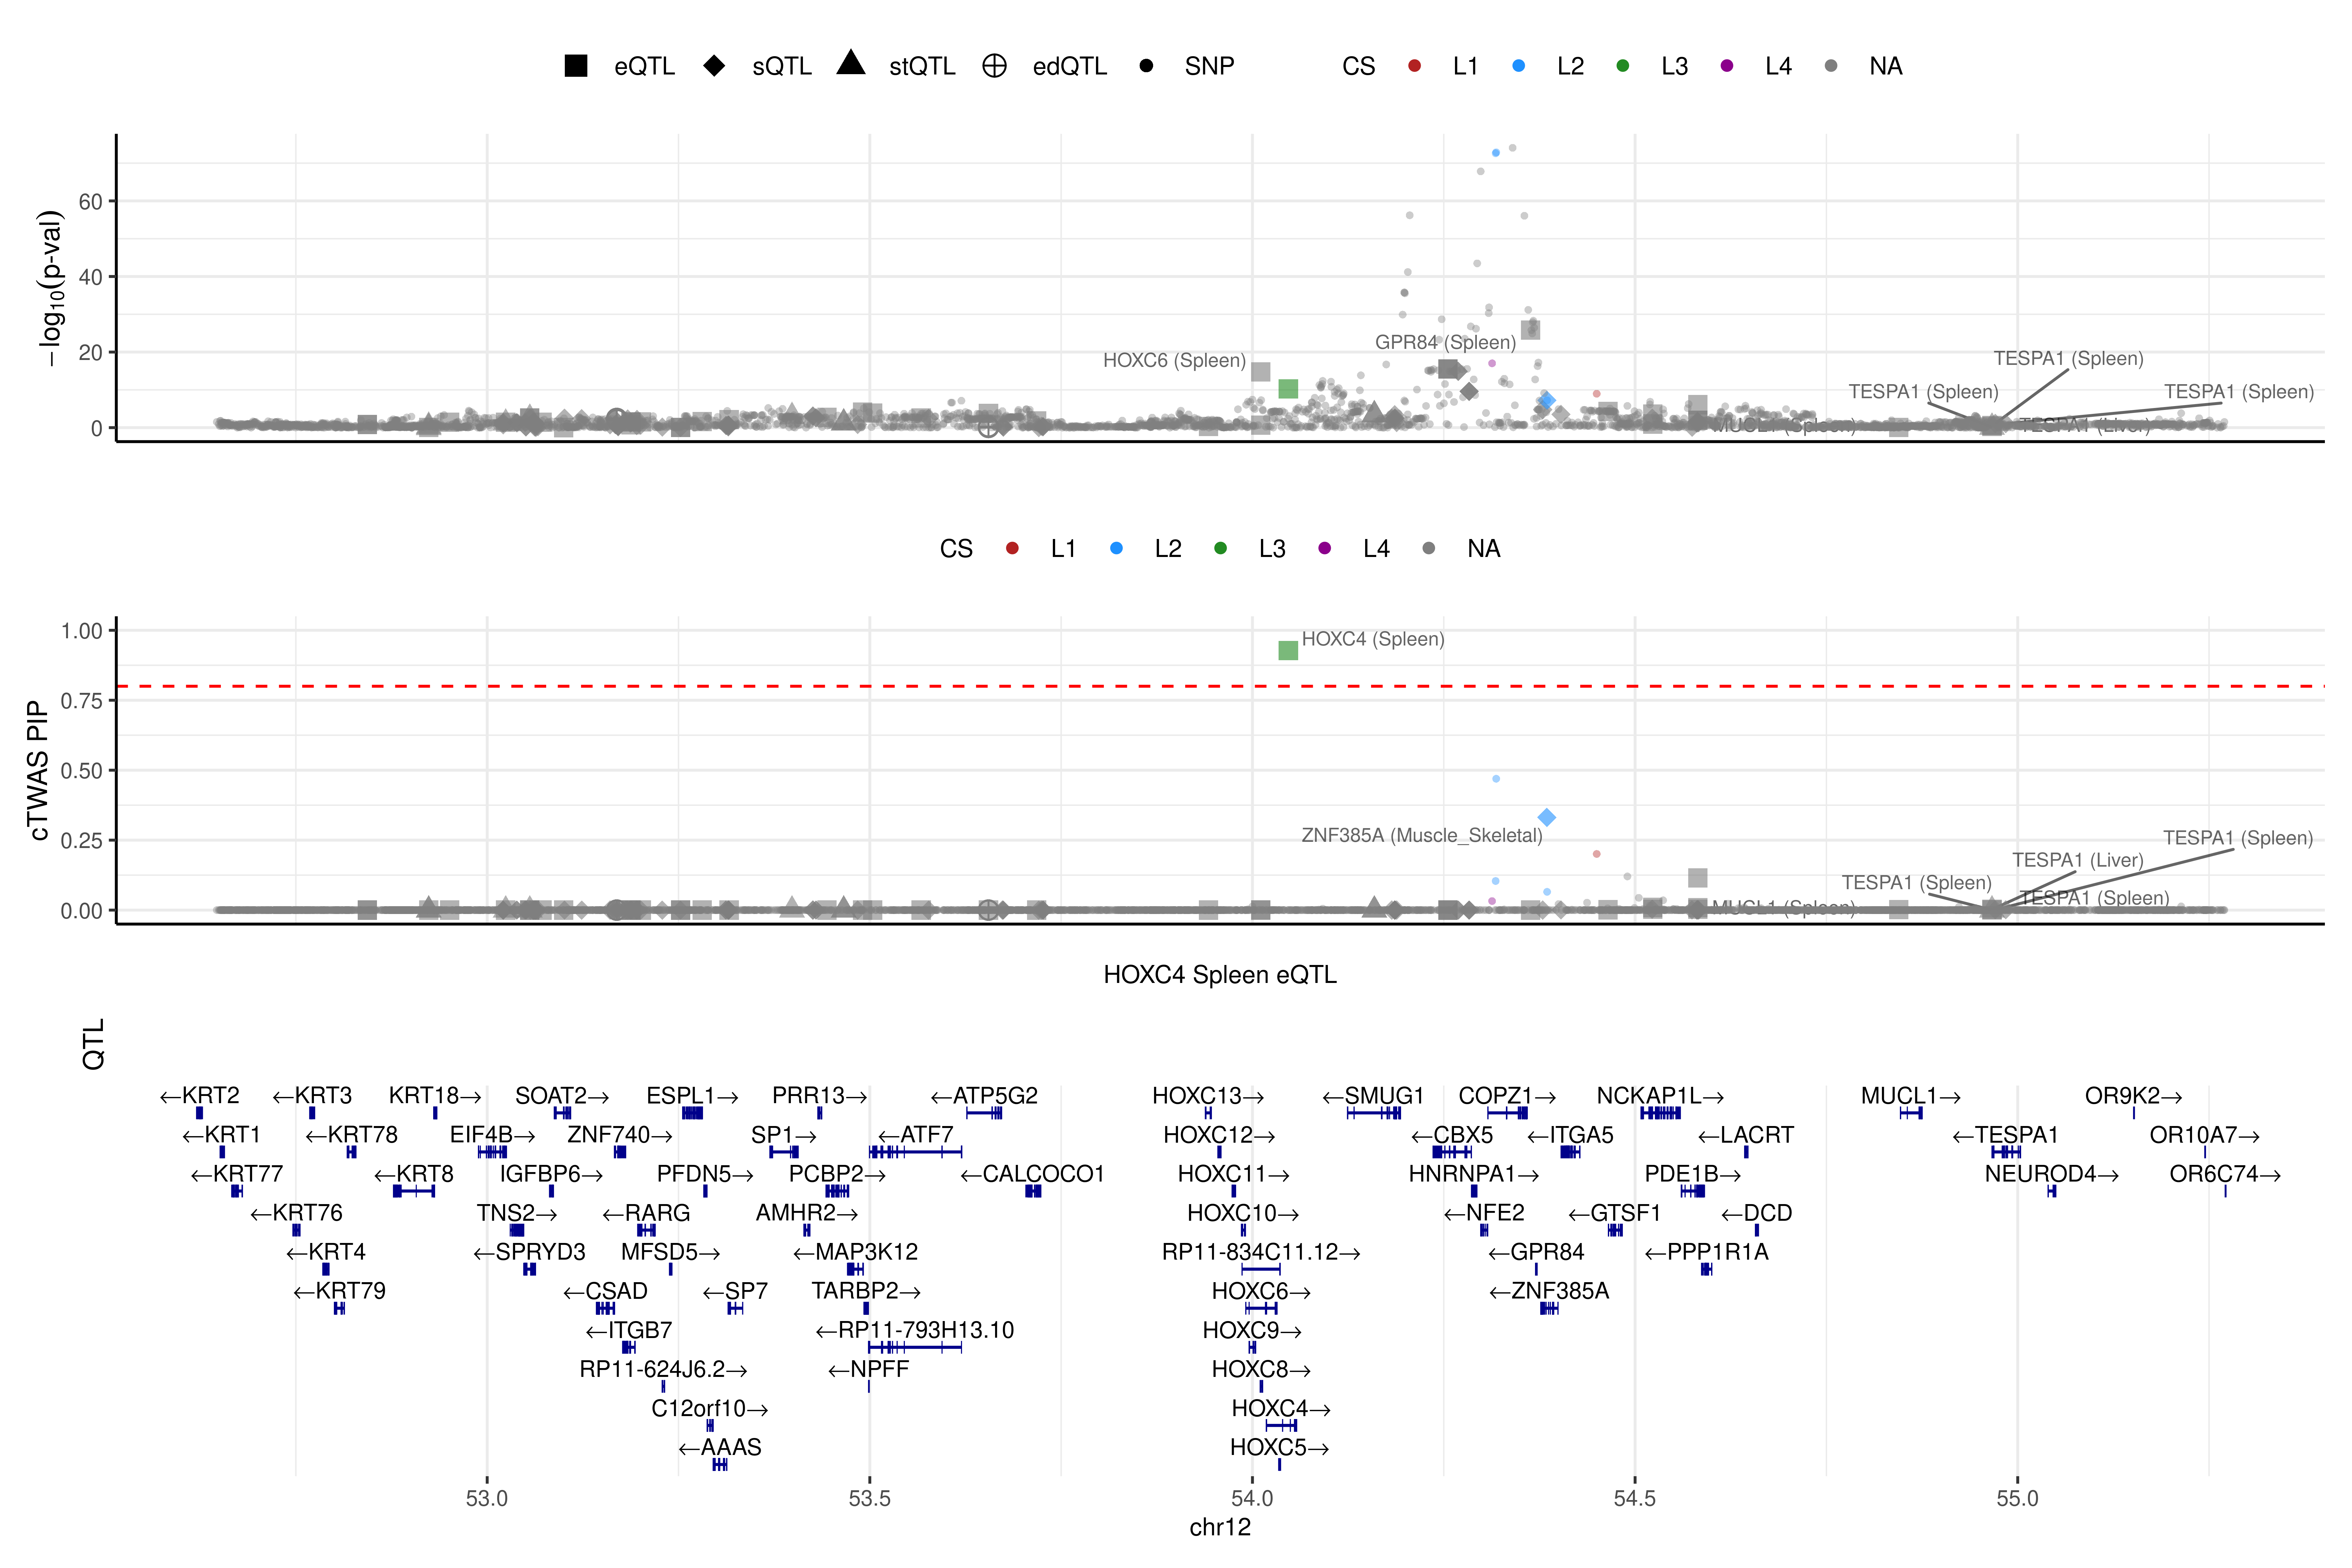 eQTL sQTL stQTL edQTL SNP CS L1 L2 L3 L4 NA
−log10(p-val)
60
40
20
0
HOXC6 (Spleen)
GPR84 (Spleen)
TESPA1 (Spleen)
TESPA1 (Spleen)
TESPA1 (Spleen)
MUCL1 (Spleen)
TESPA1 (Liver)
CS L1 L2 L3 L4 NA
cTWAS PIP
1.00
0.75
0.50
0.25
0.00
HOXC4 (Spleen)
ZNF385A (Muscle_Skeletal)
TESPA1 (Spleen)
TESPA1 (Liver)
TESPA1 (Spleen)
TESPA1 (Spleen)
MUCL1 (Spleen)
HOXC4 Spleen eQTL
QTL
←KRT2 ←KRT3 KRT18→ SOAT2→ ESPL1→ PRR13→ ←ATP5G2 HOXC13→ ←SMUG1 COPZ1→ NCKAP1L→ MUCL1→ OR9K2→
←KRT1 ←KRT78 EIF4B→ ZNF740→ SP1→ ←ATF7 HOXC12→ ←CBX5 ←ITGA5 ←LACRT ←TESPA1 OR10A7→
←KRT77 ←KRT8 IGFBP6→ PFDN5→ PCBP2→ ←CALCOCO1 HOXC11→ HNRNPA1→ PDE1B→ NEUROD4→ OR6C74→
←KRT76 TNS2→ ←RARG AMHR2→ HOXC10→ ←NFE2 ←GTSF1 ←DCD
←KRT4 ←SPRYD3 MFSD5→ ←MAP3K12 RP11-834C11.12→ ←GPR84 ←PPP1R1A
←KRT79 ←CSAD ←SP7 TARBP2→ HOXC6→ ←ZNF385A
←ITGB7 ←RP11-793H13.10 HOXC9→
RP11-624J6.2→ ←NPFF HOXC8→
C12orf10→ HOXC4→
←AAAS HOXC5→
53.0 53.5 54.0 54.5 55.0
chr12